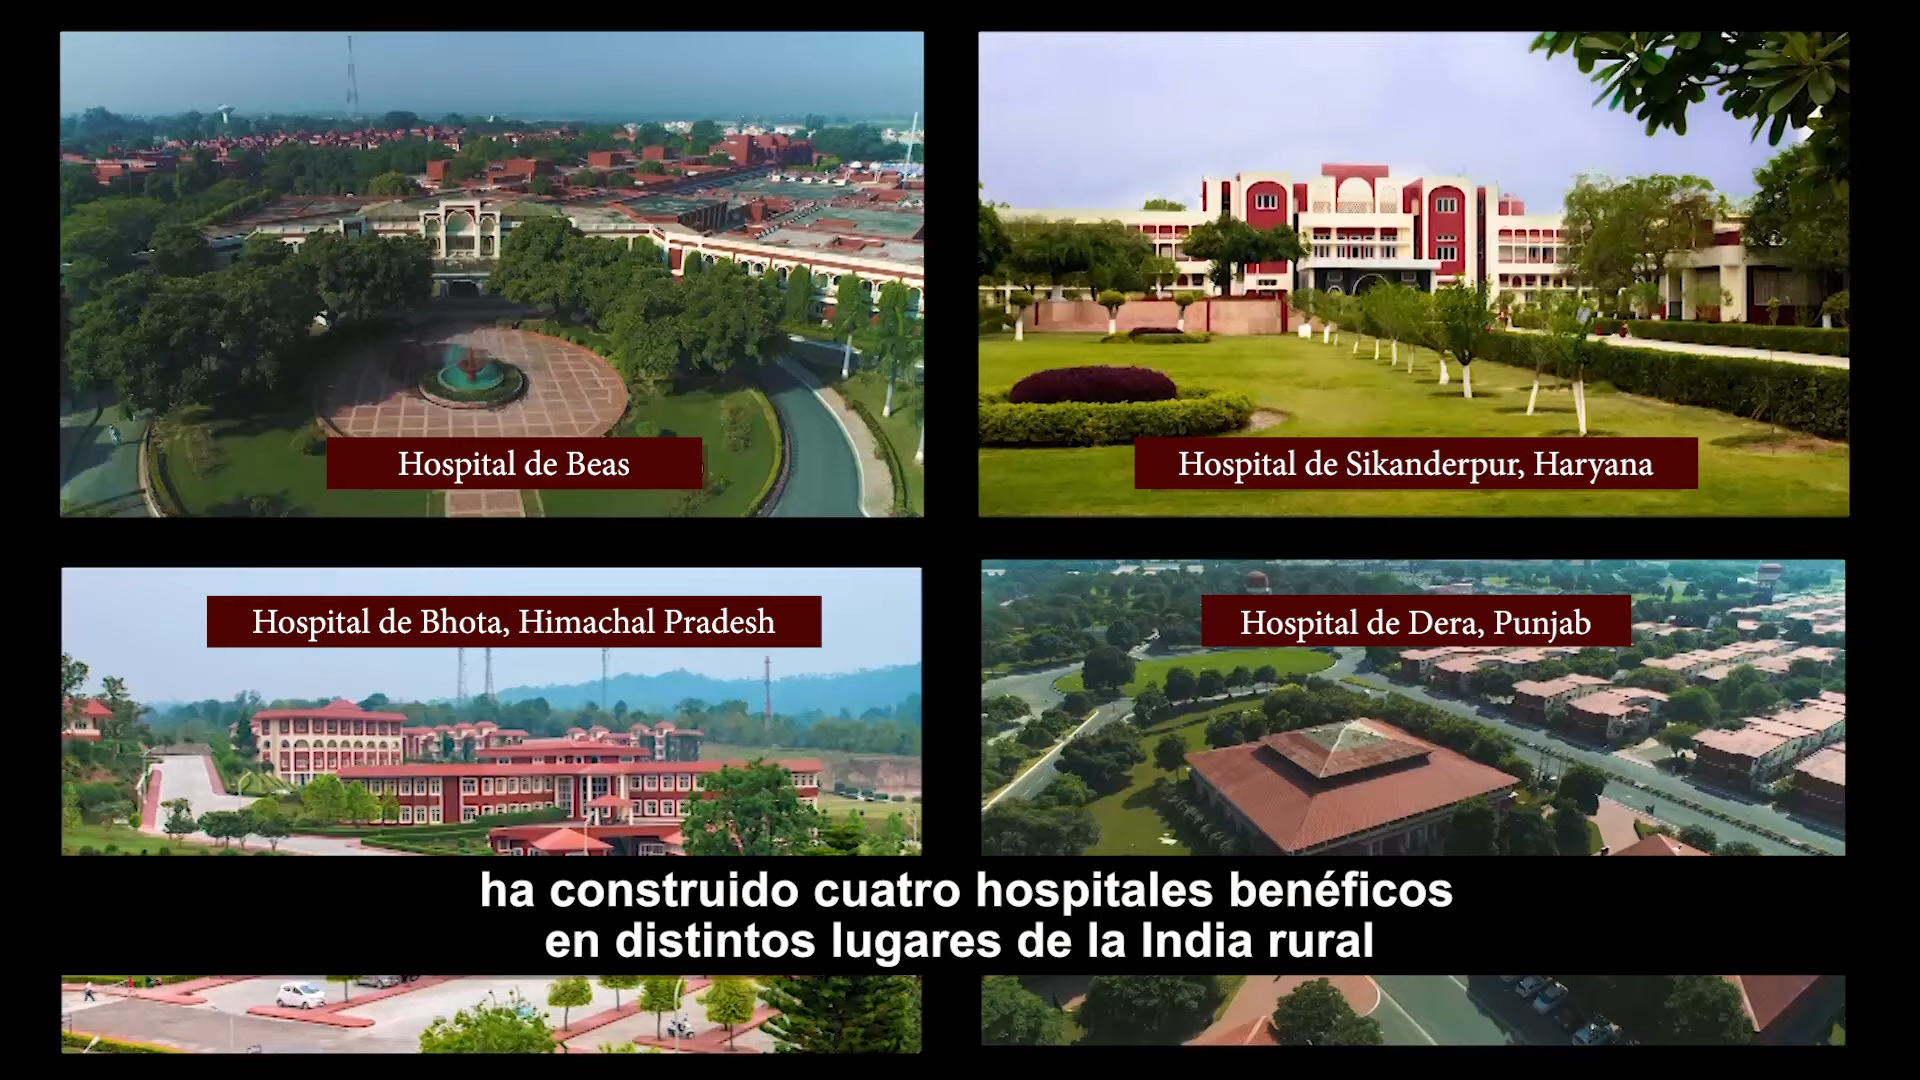 Hospital de Beas
Hospital de Sikanderpur, Haryana
Hospital de Bhota, Himachal Pradesh
Hospital de Dera, Punjab
ha construido cuatro hospitales benéficos
en distintos lugares de la India rural